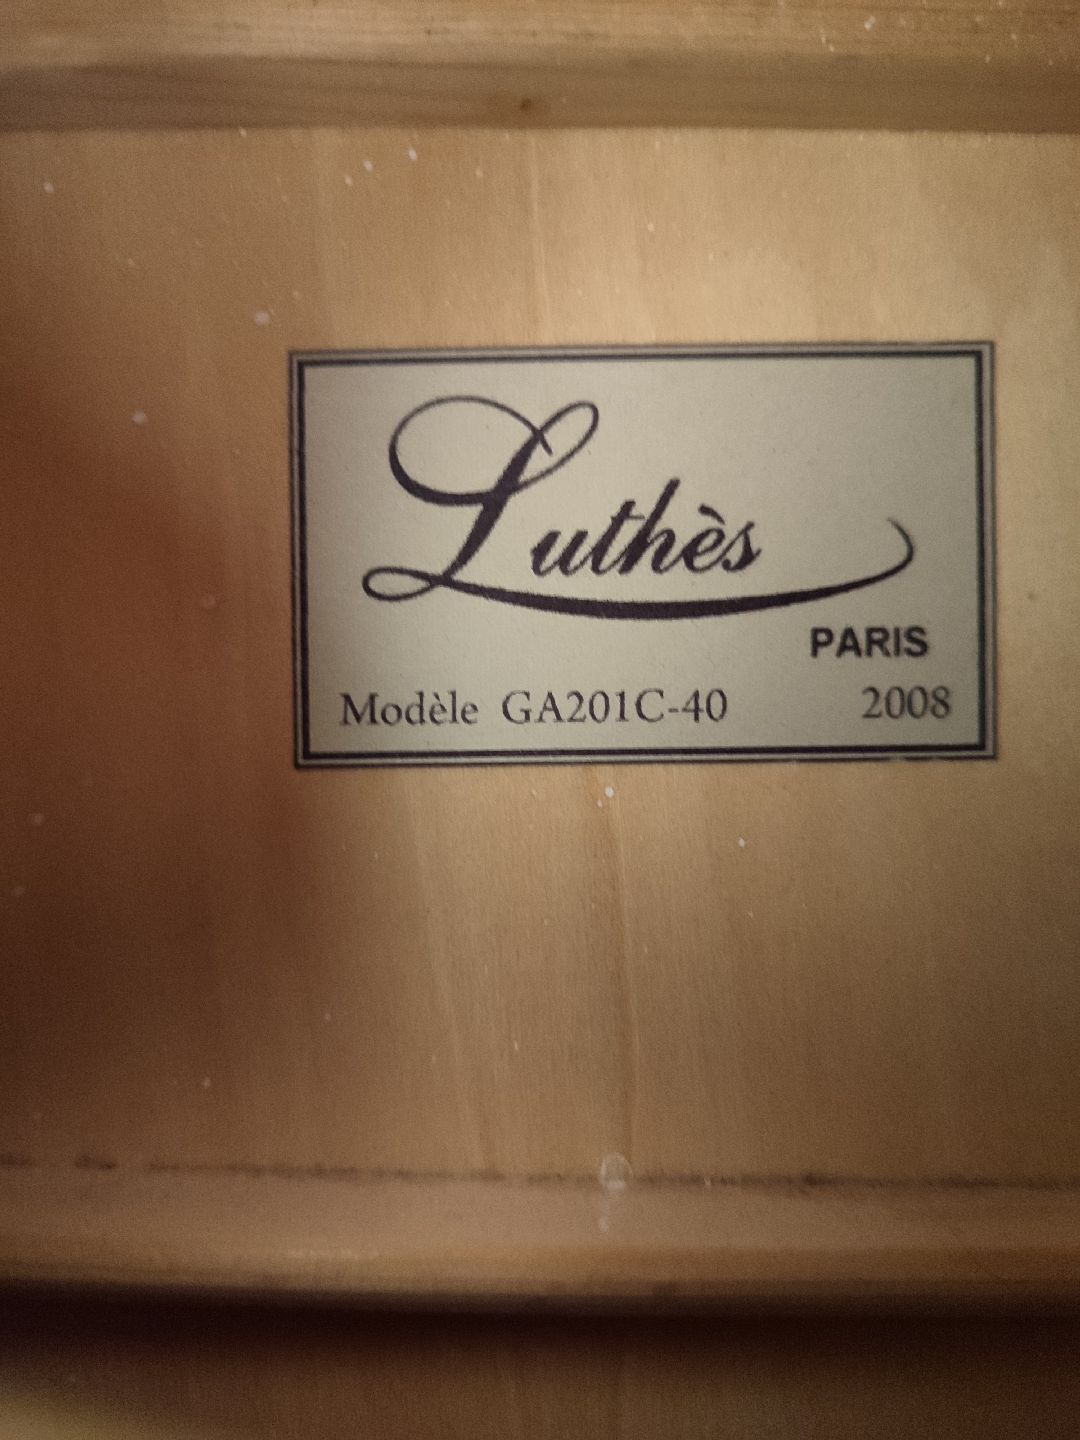 Luthès
PARIS
Modèle GA201C-40 2008